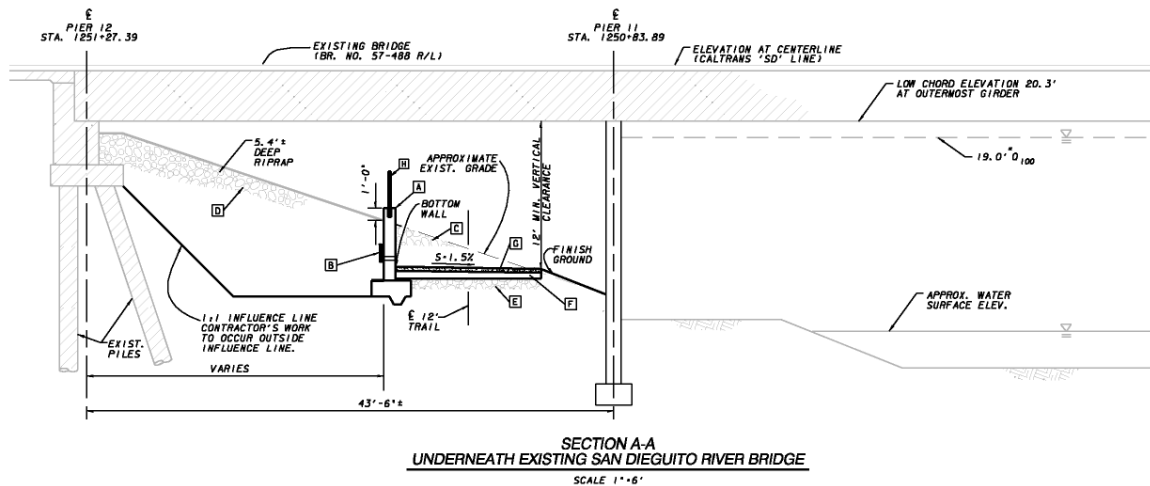 ℄
PIER 12
STA. 1251+27.39
℄
PIER 11
STA. 1250+83.89
EXISTING BRIDGE
(BR. NO. 57-488 R/L)
ELEVATION AT CENTERLINE
(CALTRANS 'SD' LINE)
LOW CHORD ELEVATION 20.3'
AT OUTERMOST GIRDER
5.4'±
DEEP
RIPRAP
APPROXIMATE
EXIST. GRADE
12' MIN. VERTICAL
CLEARANCE
19.0' Q100
1'-0"
H
A
BOTTOM
WALL
D
C
B
S=1.5%
G
FINISH
GROUND
E
F
℄ 12'
TRAIL
APPROX. WATER
SURFACE ELEV.
1:1 INFLUENCE LINE
CONTRACTOR'S WORK
TO OCCUR OUTSIDE
INFLUENCE LINE.
EXIST.
PILES
VARIES
43'-6"±
SECTION A-A
UNDERNEATH EXISTING SAN DIEGUITO RIVER BRIDGE
SCALE 1"=6'